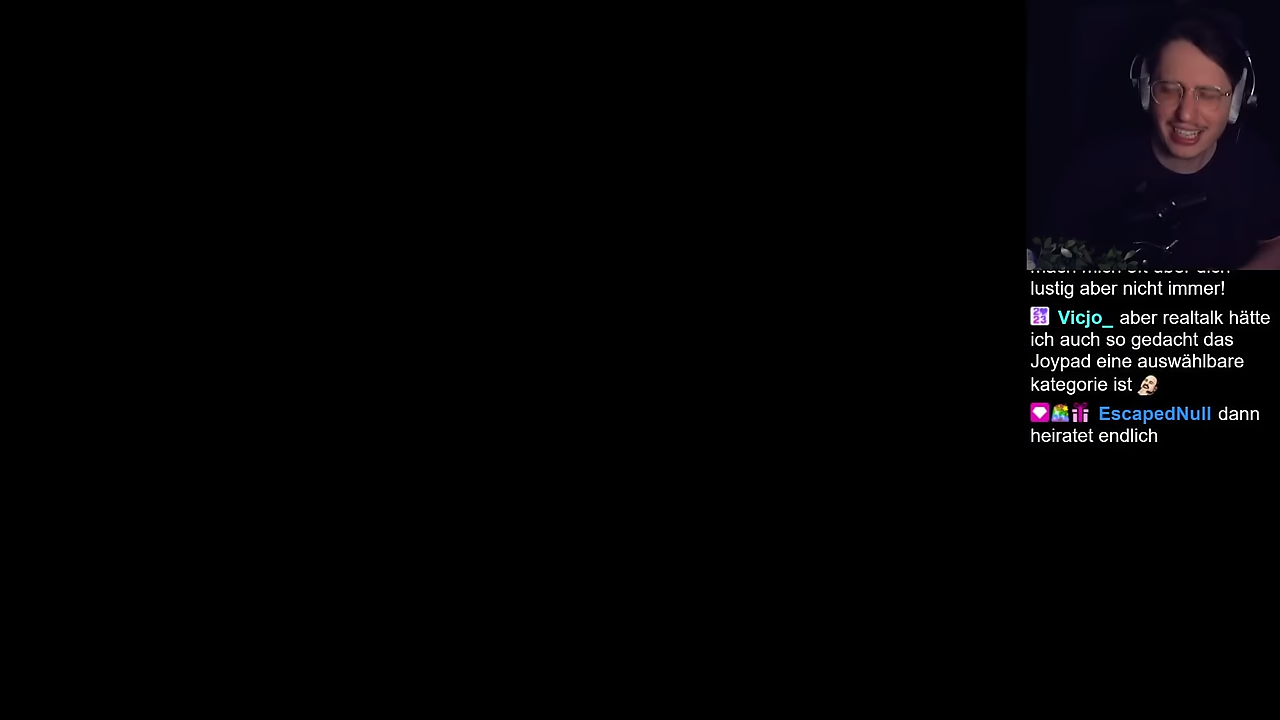 lustig aber nicht immer!
Vicjo_ aber realtalk hätte
ich auch so gedacht das
Joypad eine auswählbare
kategorie ist
EscapedNull dann
heiratet endlich